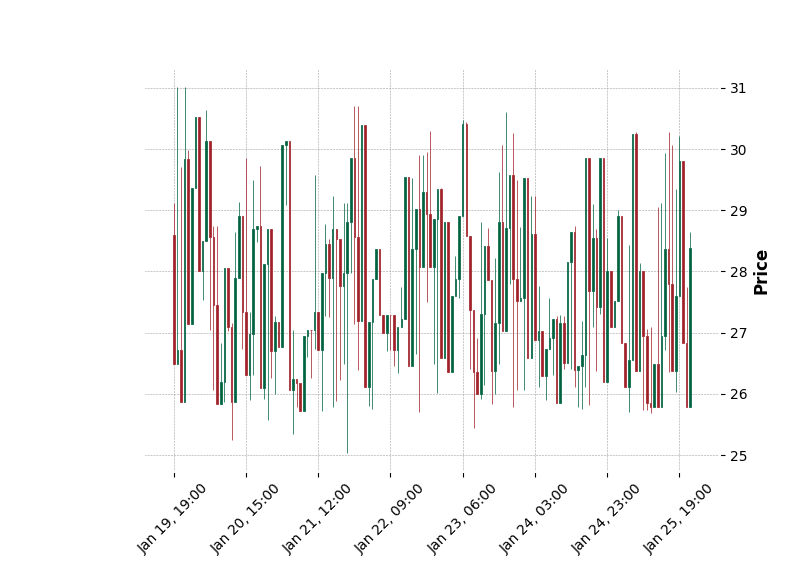 31
30
29
28
27
26
25
Price
Jan 19, 19:00
Jan 20, 15:00
Jan 21, 12:00
Jan 22, 09:00
Jan 23, 06:00
Jan 24, 03:00
Jan 24, 23:00
Jan 25, 19:00